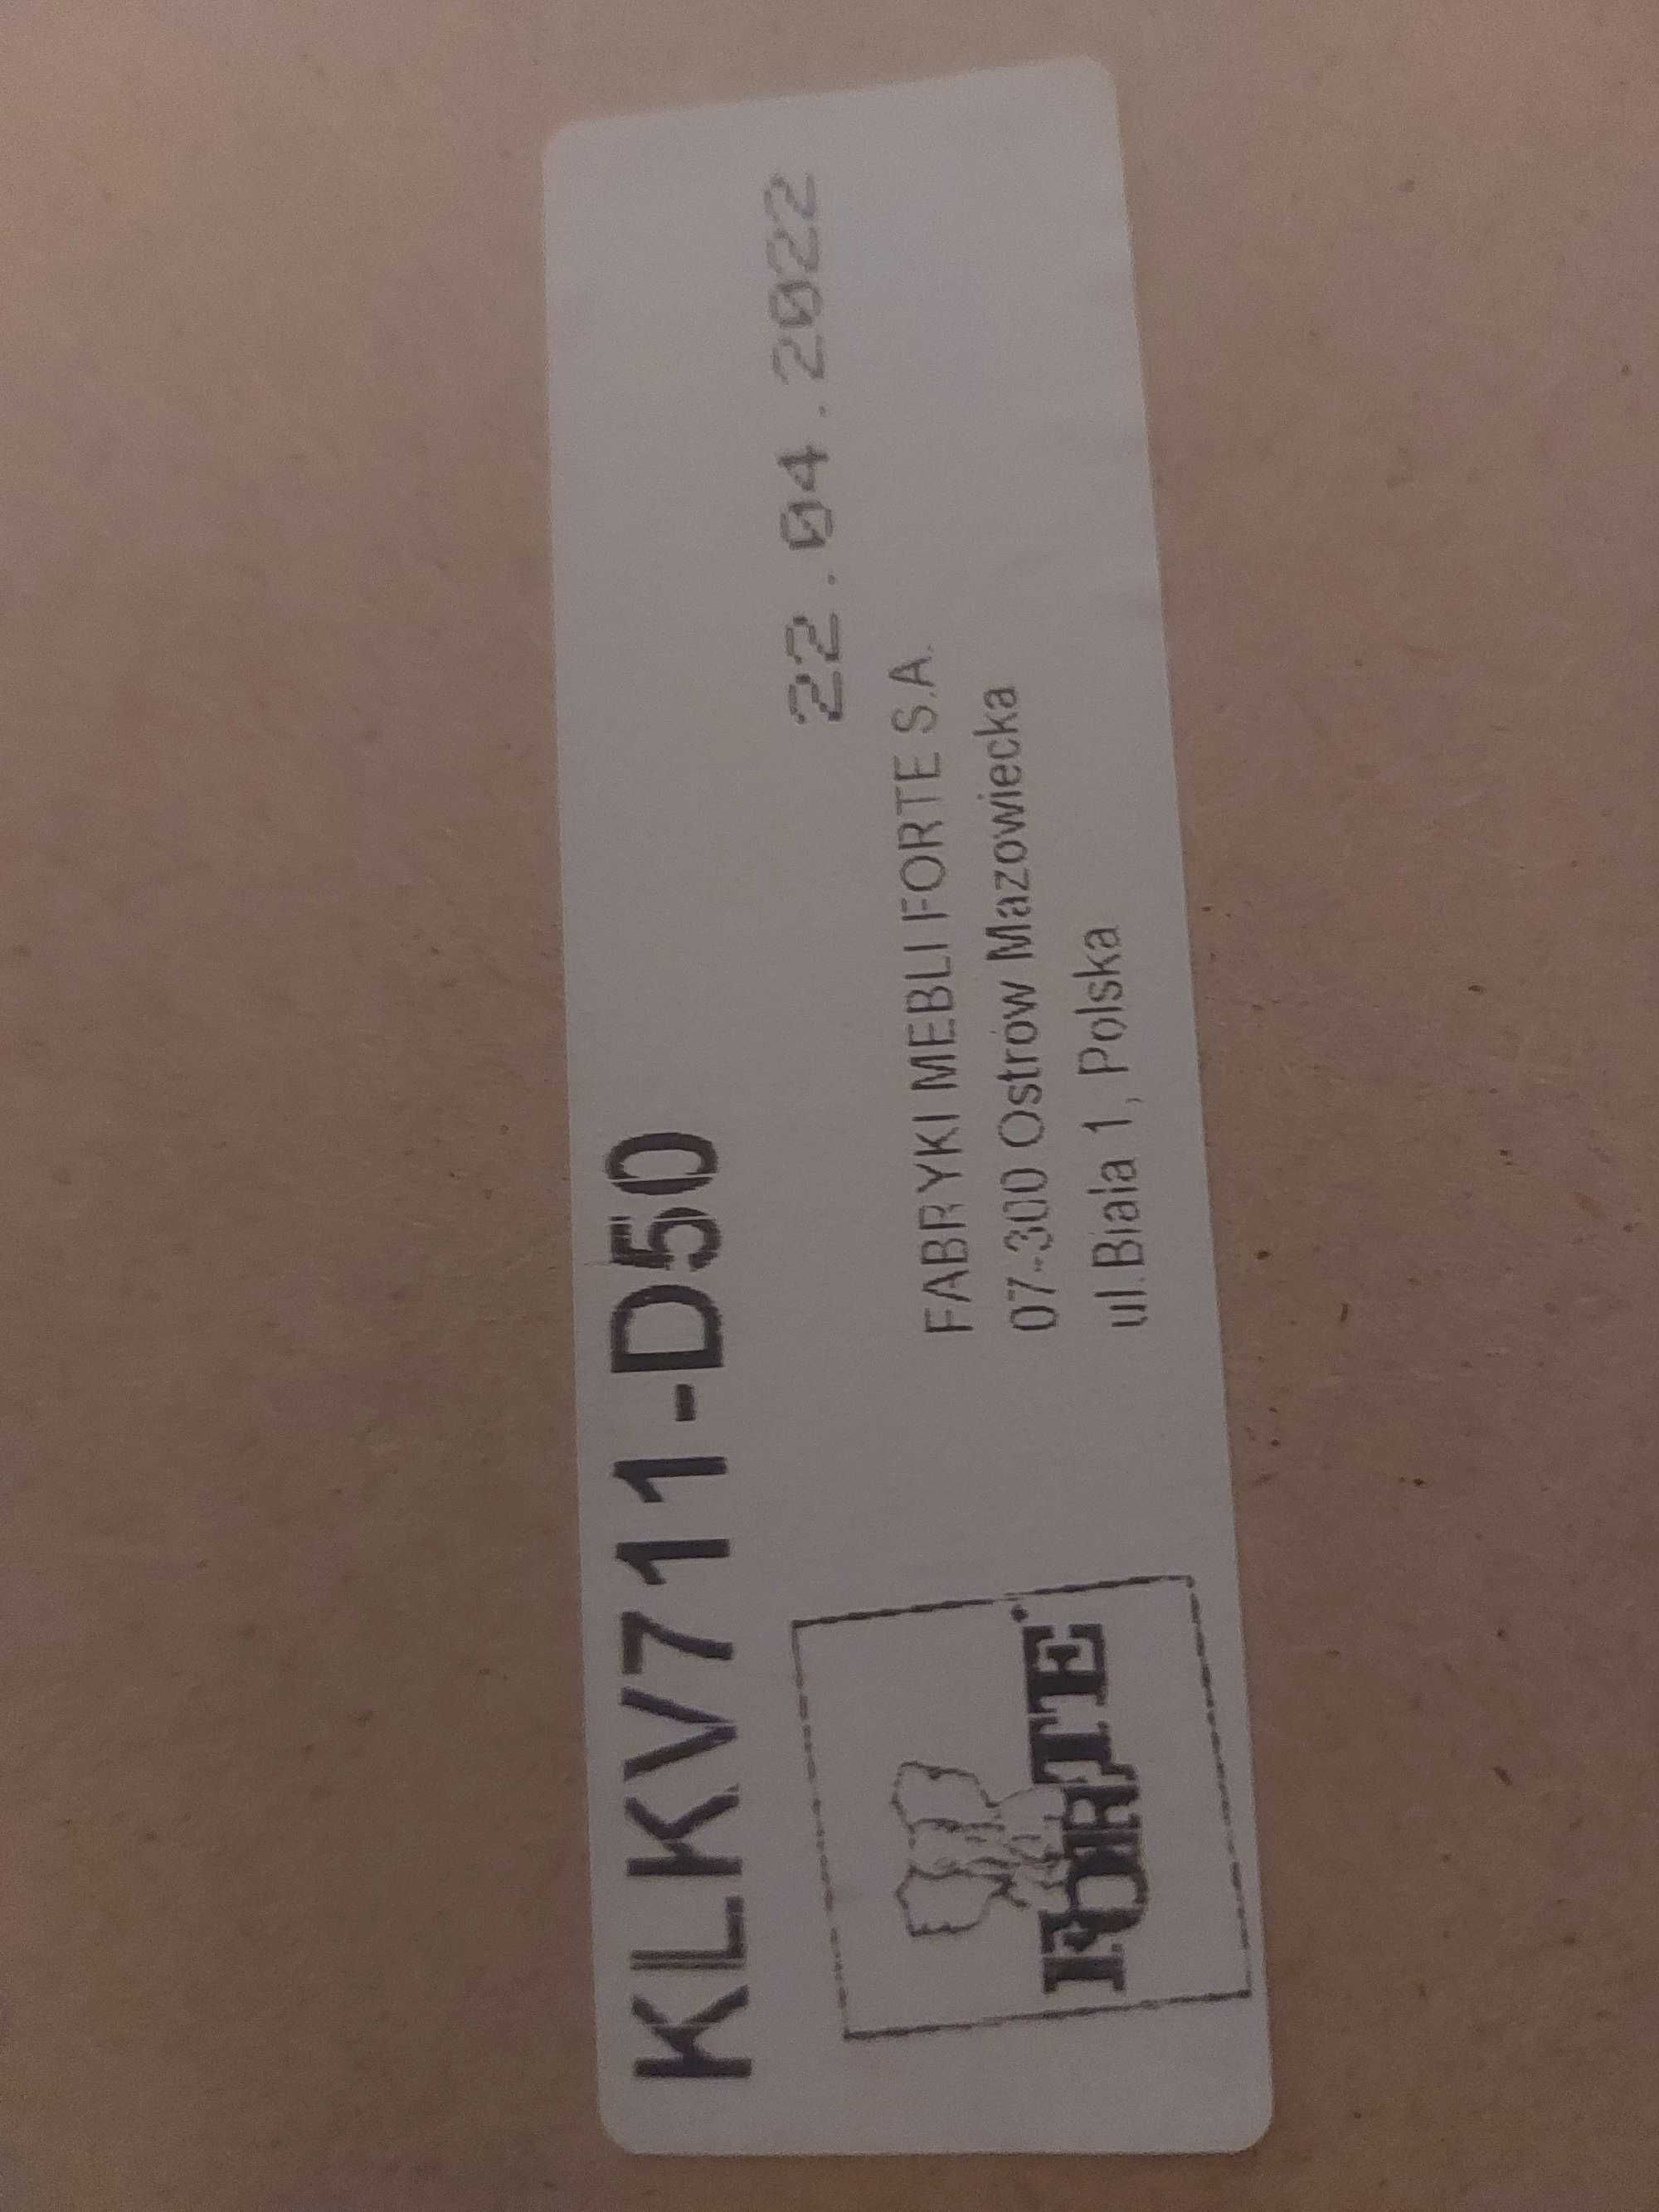 KLKV711-D50
22.04.2022
FABRYKI MEBLI FORTE S.A.
07-300 Ostrów Mazowiecka
ul.Biała 1, Polska
FORTE